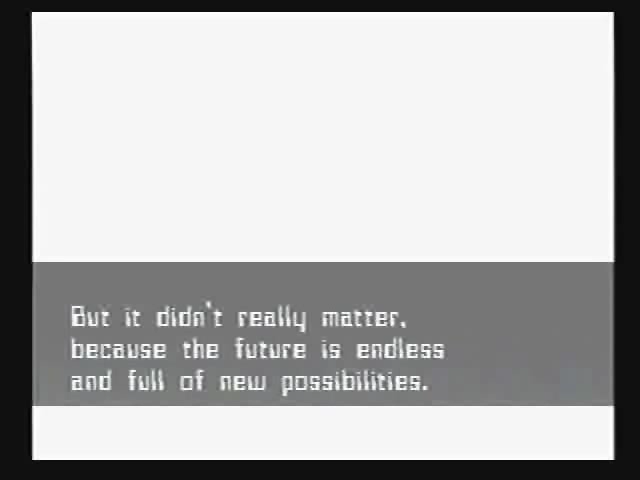 But it didn't really matter,
because the future is endless
and full of new possibilities.